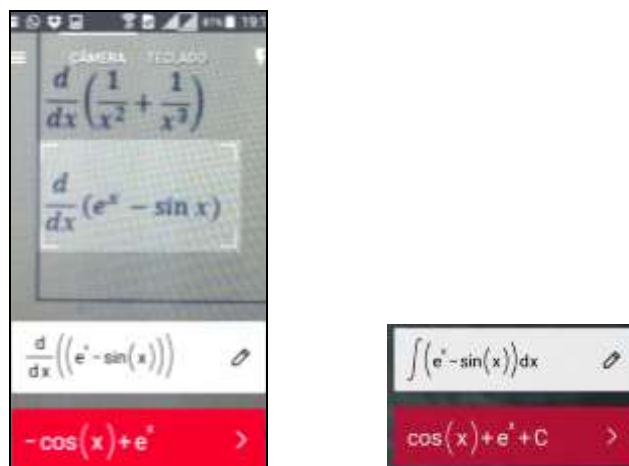 CÂMERA TECLADO
d/dx (1/x² + 1/x³)
d/dx (eˣ − sin x)
d/dx ((eˣ-sin(x)))
-cos(x)+eˣ
∫(eˣ-sin(x))dx
cos(x)+eˣ+C